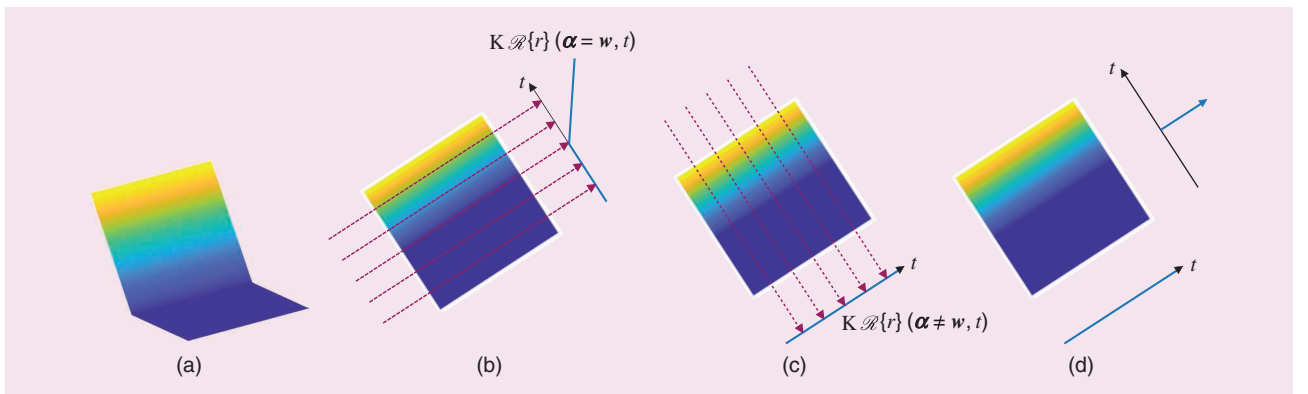 K ℛ{r} (α = w, t)
t
t
K ℛ{r} (α ≠ w, t)
t
t
(a)
(b)
(c)
(d)